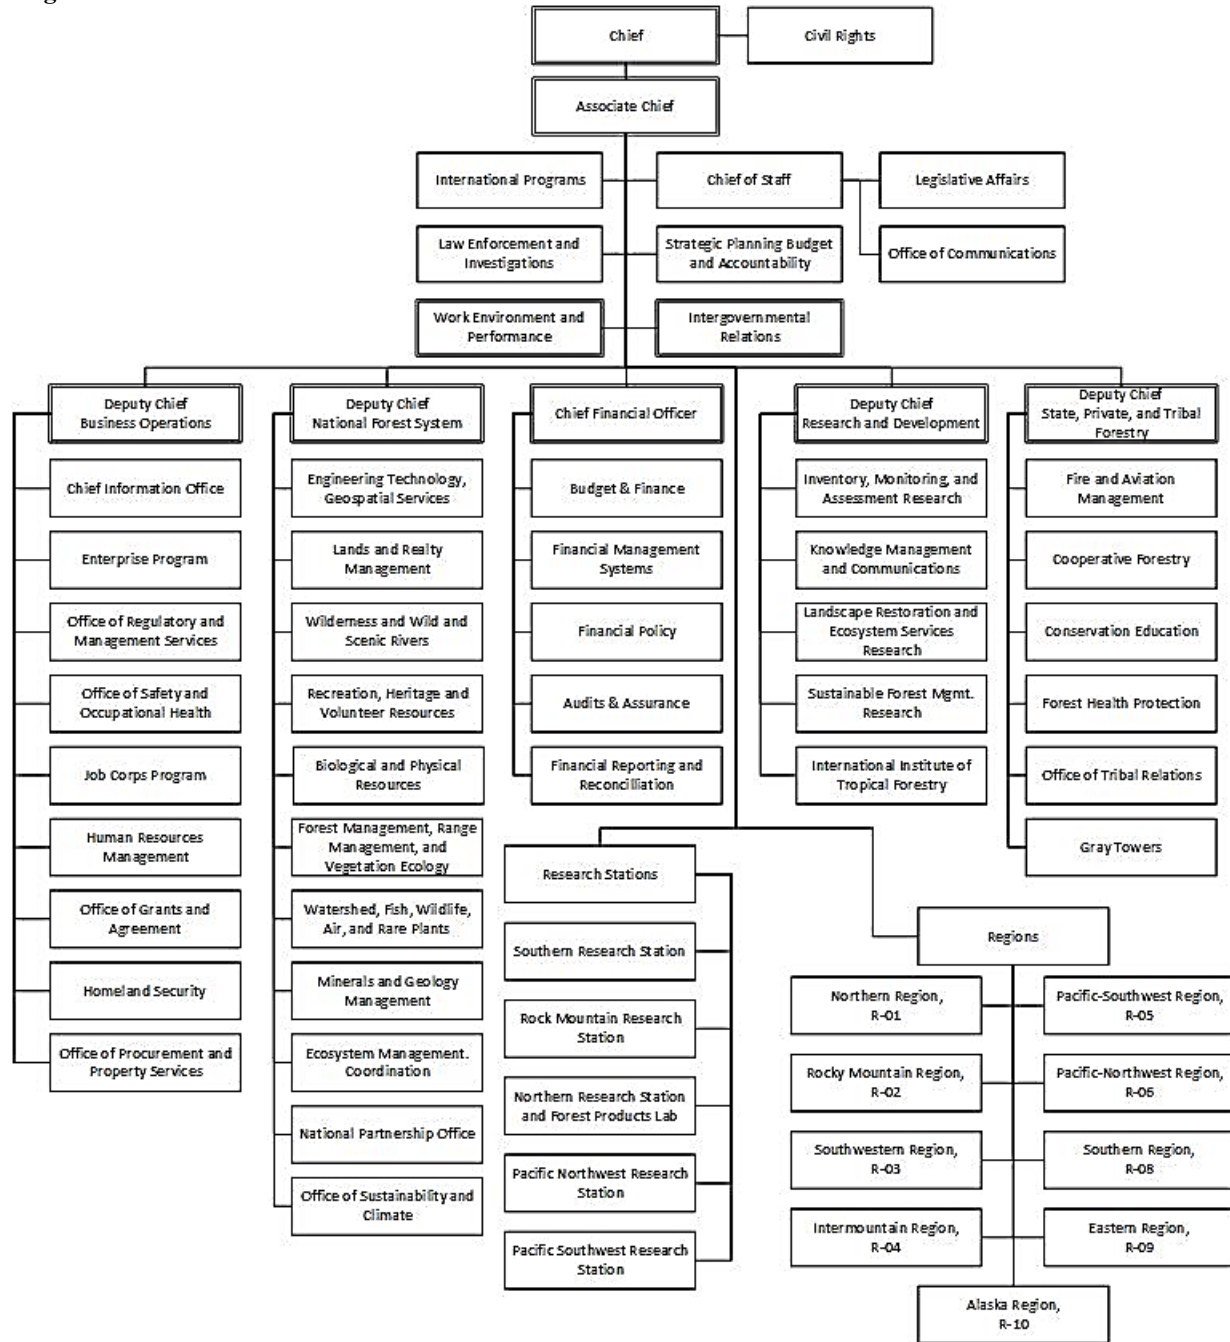 Chief
Civil Rights
Associate Chief
International Programs
Chief of Staff
Legislative Affairs
Law Enforcement and
Investigations
Strategic Planning Budget
and Accountability
Office of Communications
Work Environment and
Performance
Intergovernmental
Relations
Deputy Chief
Business Operations
Chief Information Office
Enterprise Program
Office of Regulatory and
Management Services
Office of Safety and
Occupational Health
Job Corps Program
Human Resources
Management
Office of Grants and
Agreement
Homeland Security
Office of Procurement and
Property Services
Deputy Chief
National Forest System
Engineering Technology,
Geospatial Services
Lands and Realty
Management
Wilderness and Wild and
Scenic Rivers
Recreation, Heritage and
Volunteer Resources
Biological and Physical
Resources
Forest Management, Range
Management, and
Vegetation Ecology
Watershed, Fish, Wildlife,
Air, and Rare Plants
Minerals and Geology
Management
Ecosystem Management.
Coordination
National Partnership Office
Office of Sustainability and
Climate
Chief Financial Officer
Budget & Finance
Financial Management
Systems
Financial Policy
Audits & Assurance
Financial Reporting and
Reconcilliation
Deputy Chief
Research and Development
Inventory, Monitoring, and
Assessment Research
Knowledge Management
and Communications
Landscape Restoration and
Ecosystem Services
Research
Sustainable Forest Mgmt.
Research
International Institute of
Tropical Forestry
Deputy Chief
State, Private, and Tribal
Forestry
Fire and Aviation
Management
Cooperative Forestry
Conservation Education
Forest Health Protection
Office of Tribal Relations
Gray Towers
Research Stations
Southern Research Station
Rock Mountain Research
Station
Northern Research Station
and Forest Products Lab
Pacific Northwest Research
Station
Pacific Southwest Research
Station
Regions
Northern Region,
R-01
Pacific-Southwest Region,
R-05
Rocky Mountain Region,
R-02
Pacific-Northwest Region,
R-06
Southwestern Region,
R-03
Southern Region,
R-08
Intermountain Region,
R-04
Eastern Region,
R-09
Alaska Region,
R-10